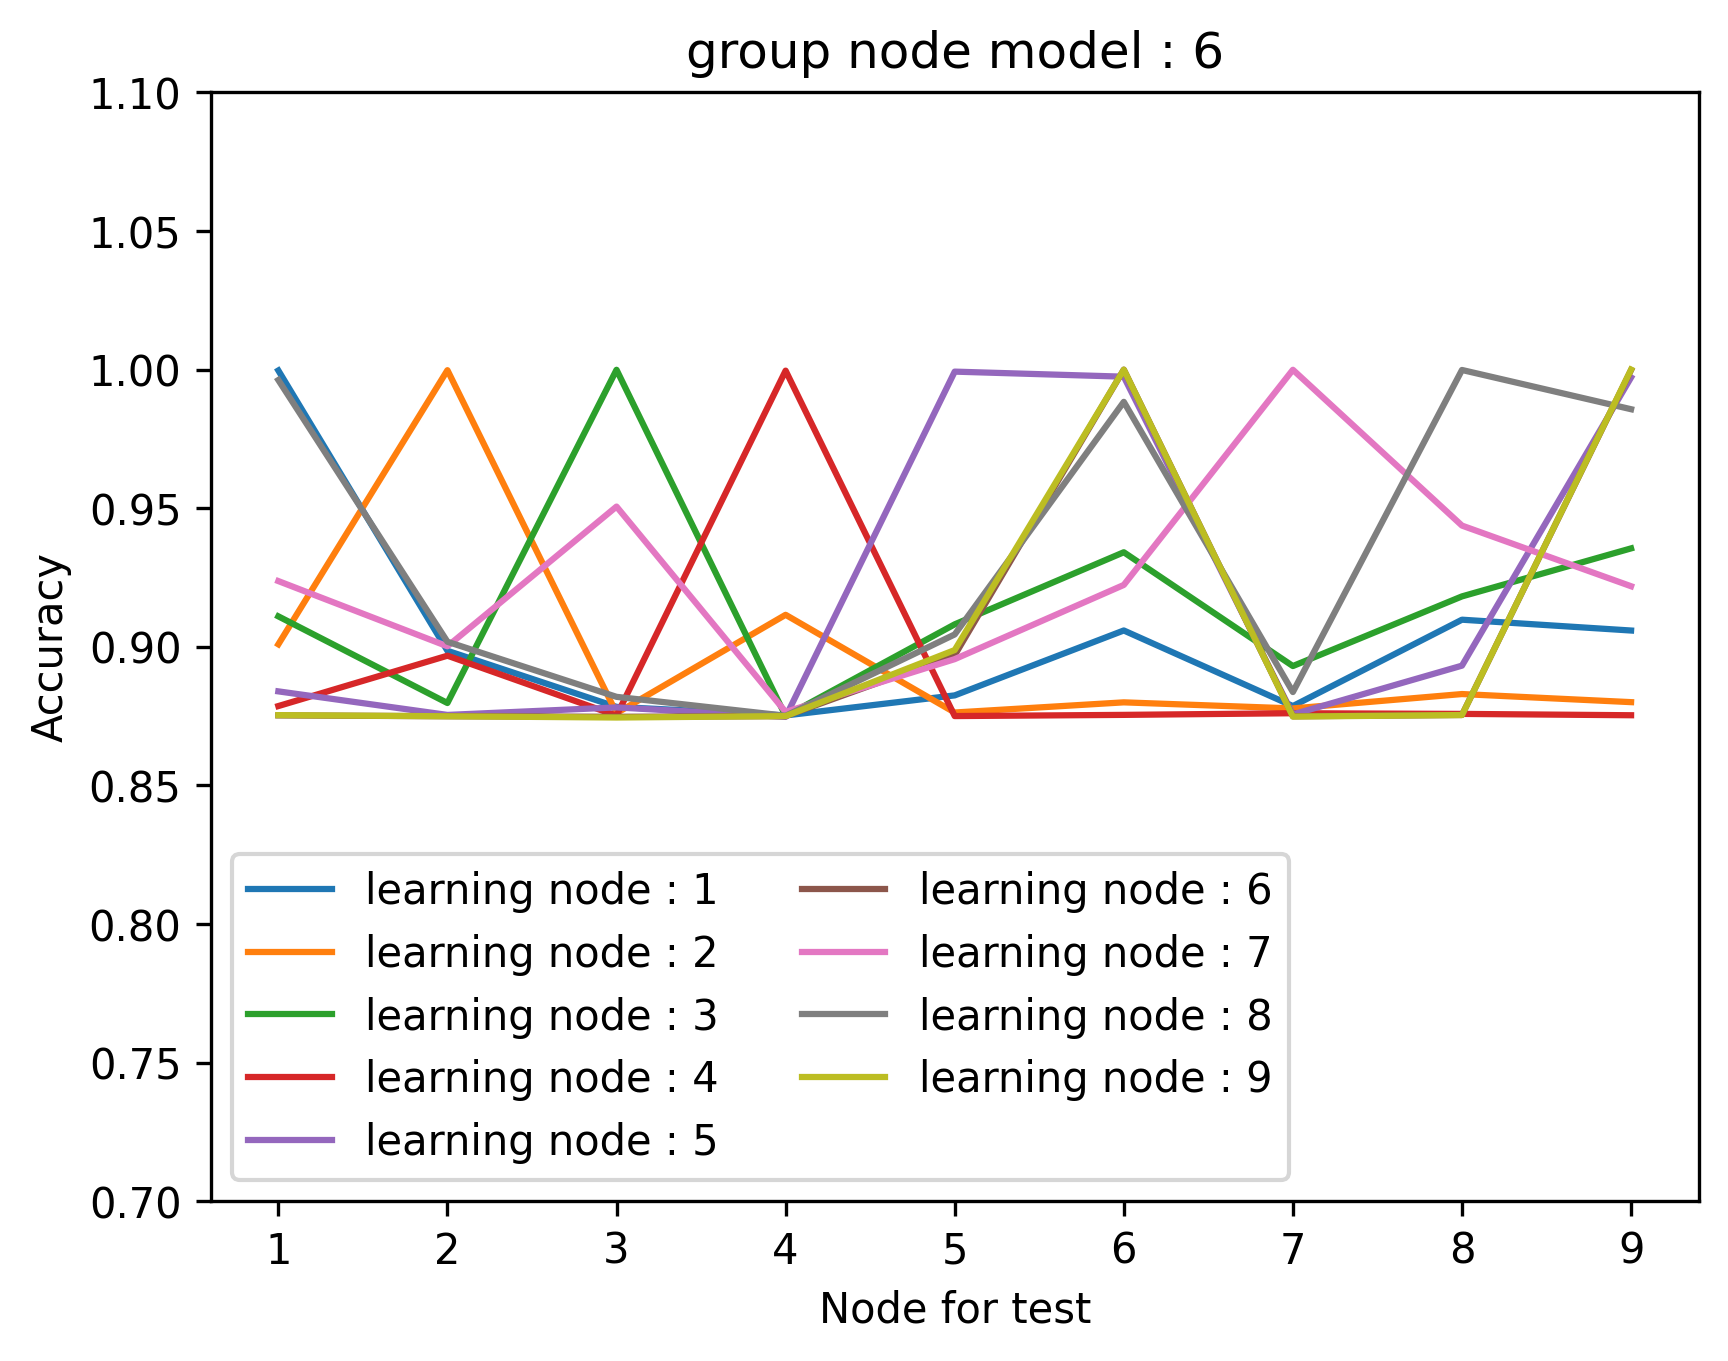 group node model : 6
1.10
1.05
1.00
0.95
0.90
0.85
0.80
0.75
0.70
Accuracy
learning node : 1
learning node : 2
learning node : 3
learning node : 4
learning node : 5
learning node : 6
learning node : 7
learning node : 8
learning node : 9
1 2 3 4 5 6 7 8 9
Node for test